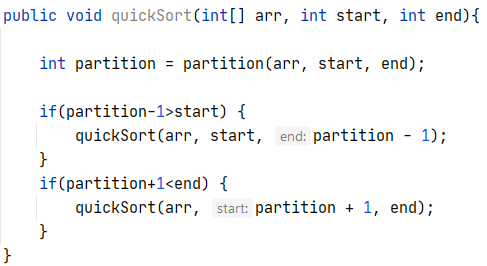 public void quickSort(int[] arr, int start, int end){
int partition = partition(arr, start, end);
if(partition-1>start) {
quickSort(arr, start, end: partition - 1);
}
if(partition+1<end) {
quickSort(arr, start: partition + 1, end);
}
}